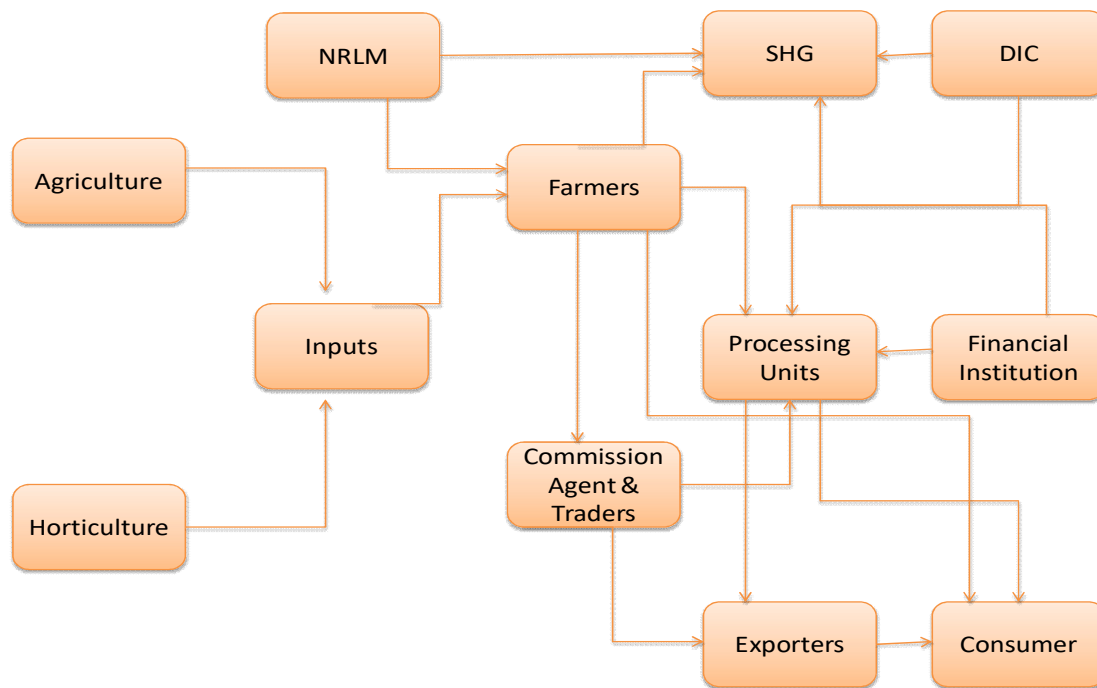 NRLM
SHG
DIC
Agriculture
Farmers
Inputs
Processing
Units
Financial
Institution
Commission
Agent &
Traders
Horticulture
Exporters
Consumer